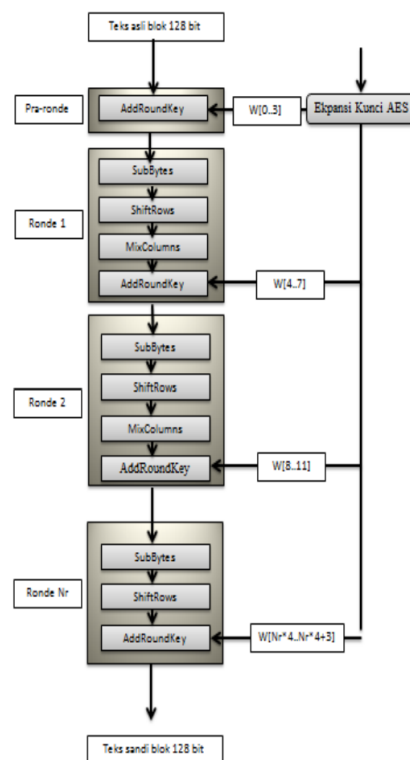 Teks asli blok 128 bit
Pra-ronde
AddRoundKey
W[0..3]
Ekpansi Kunci AES
SubBytes
ShiftRows
Ronde 1
MixColumns
AddRoundKey
W[4..7]
SubBytes
ShiftRows
Ronde 2
MixColumns
AddRoundKey
W[8..11]
SubBytes
Ronde Nr
ShiftRows
AddRoundKey
W[Nr*4..Nr*4+3]
Teks sandi blok 128 bit